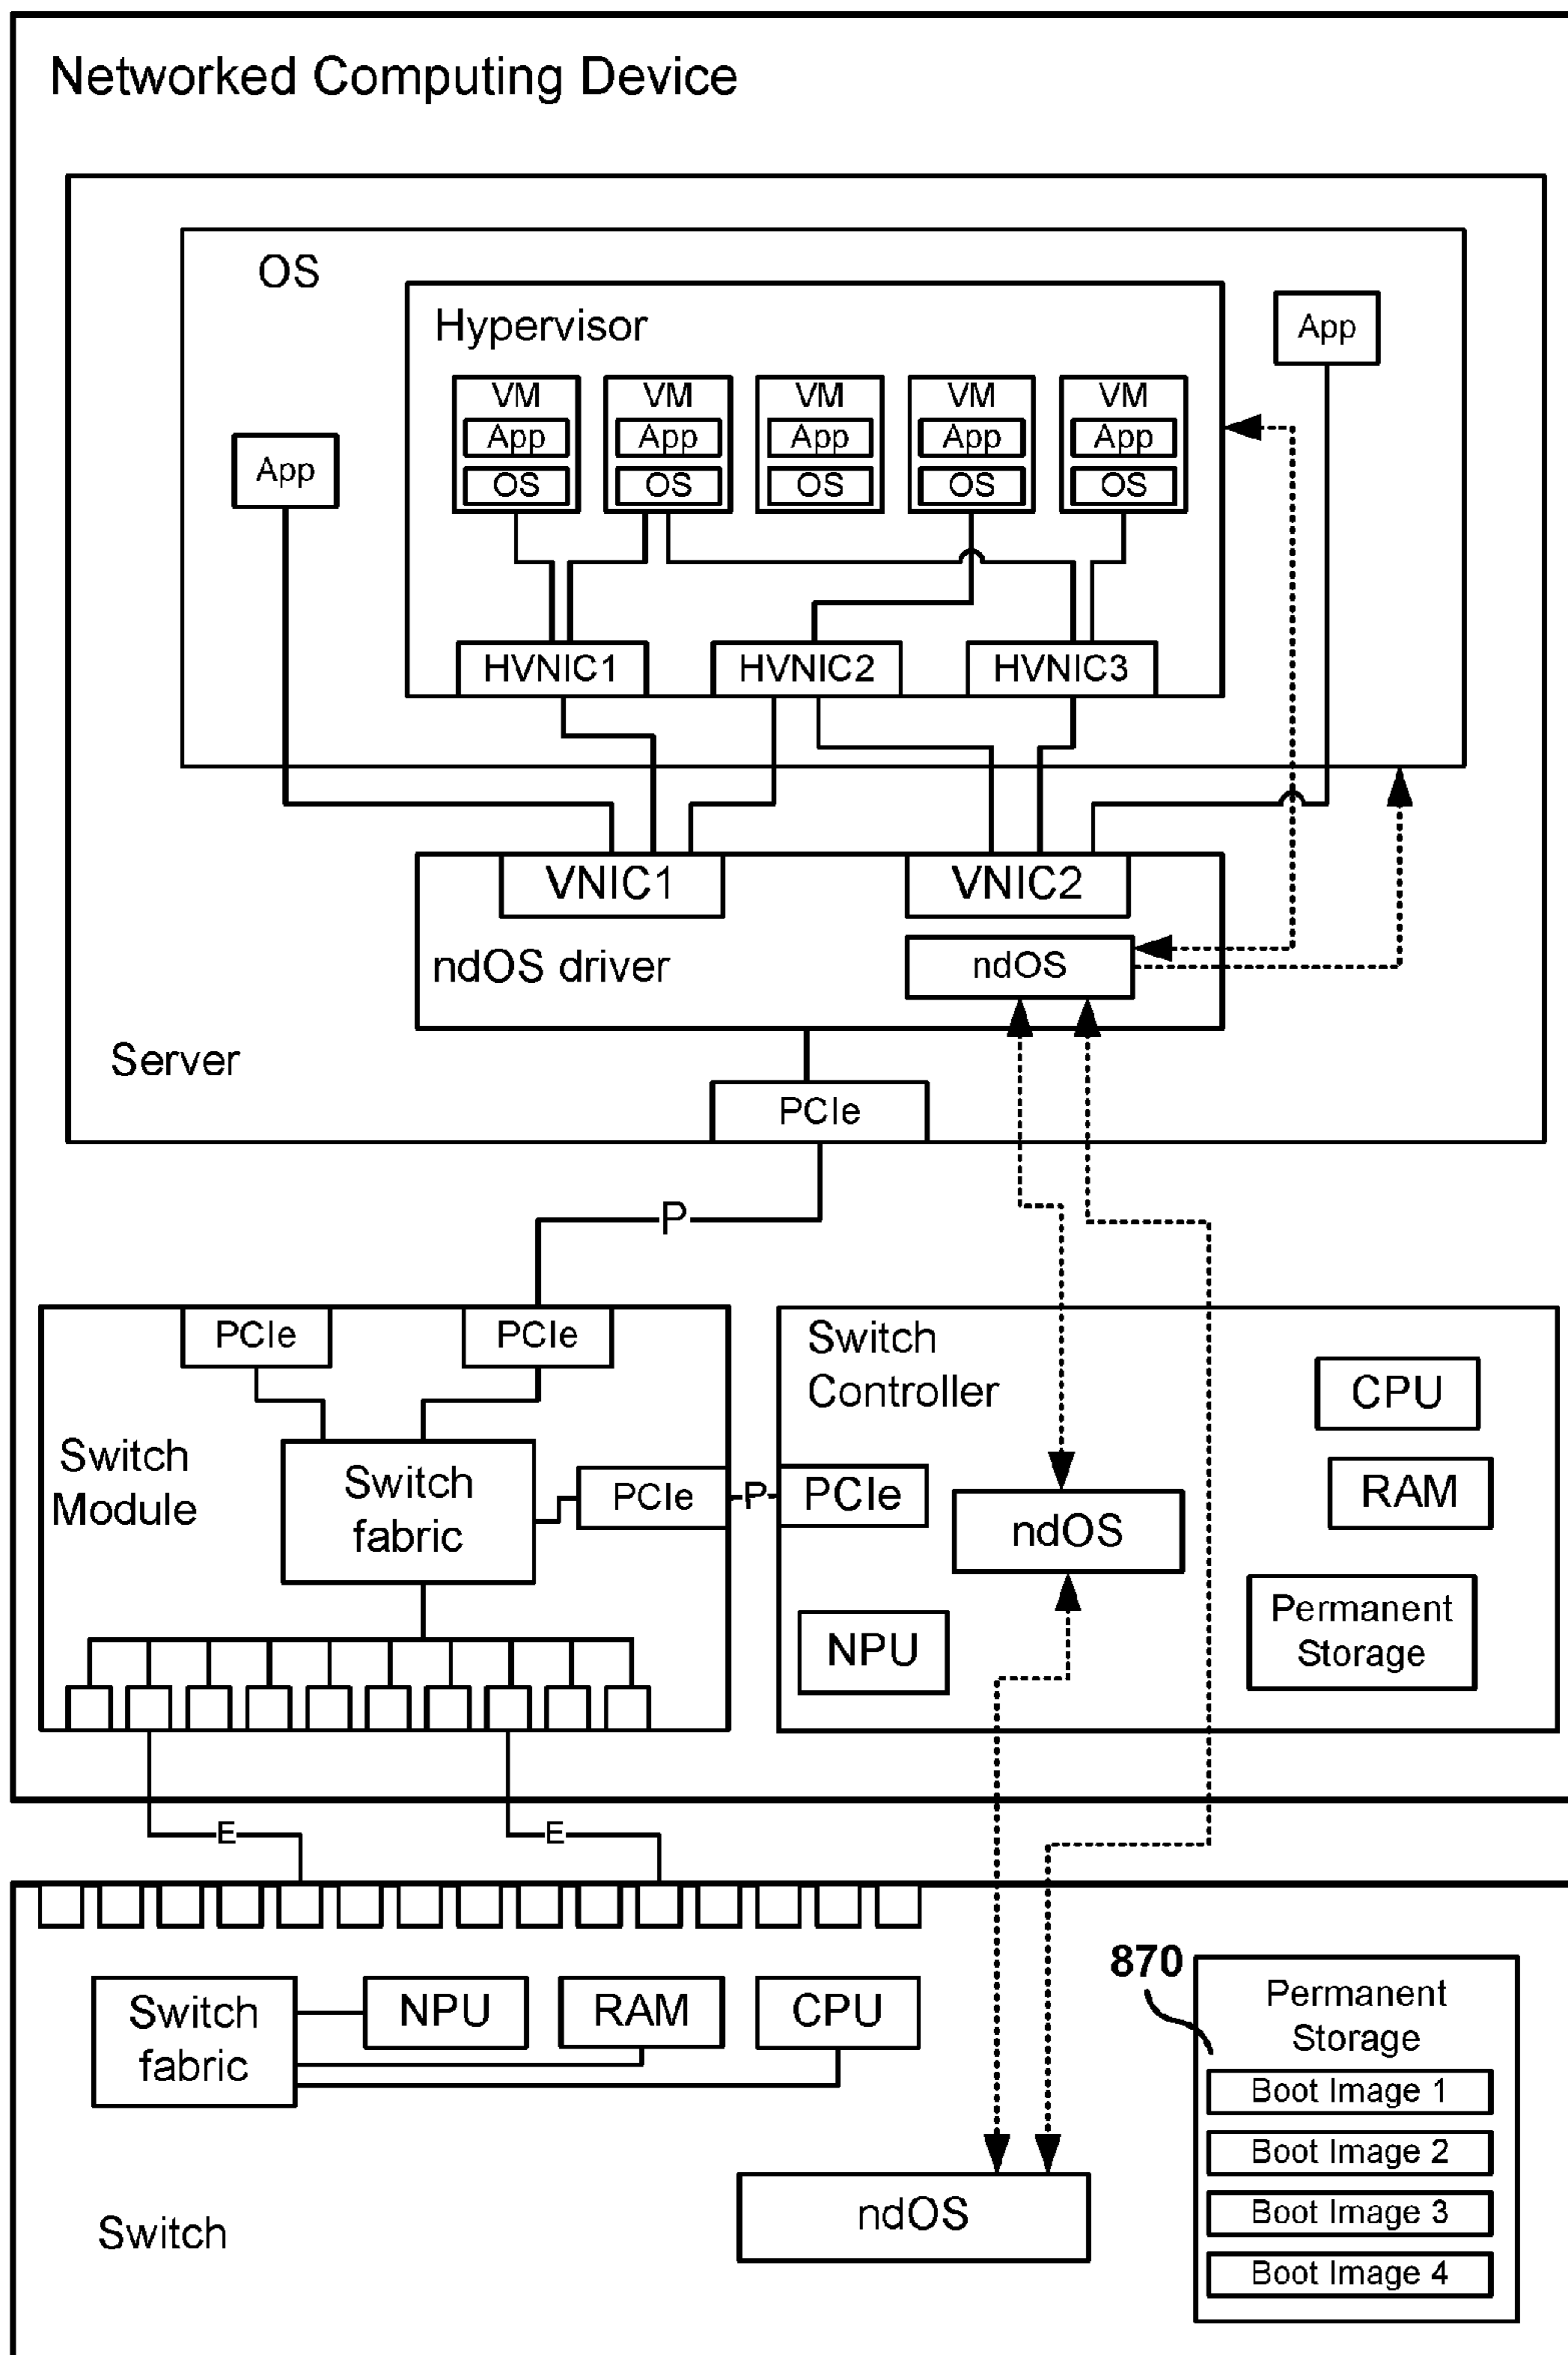 Networked Computing Device
OS
Hypervisor
App
VM
VM
VM
VM
VM
App
App
App
App
App
App
OS
OS
OS
OS
OS
HVNIC1
HVNIC2
HVNIC3
VNIC1
VNIC2
ndOS driver
ndOS
Server
PCIe
P
PCIe
PCIe
Switch
Controller
CPU
Switch
Module
Switch
fabric
PCIe
P
PCIe
RAM
ndOS
NPU
Permanent
Storage
E
E
870
Permanent
Storage
Switch
fabric
NPU
RAM
CPU
Boot Image 1
Boot Image 2
Boot Image 3
Boot Image 4
ndOS
Switch